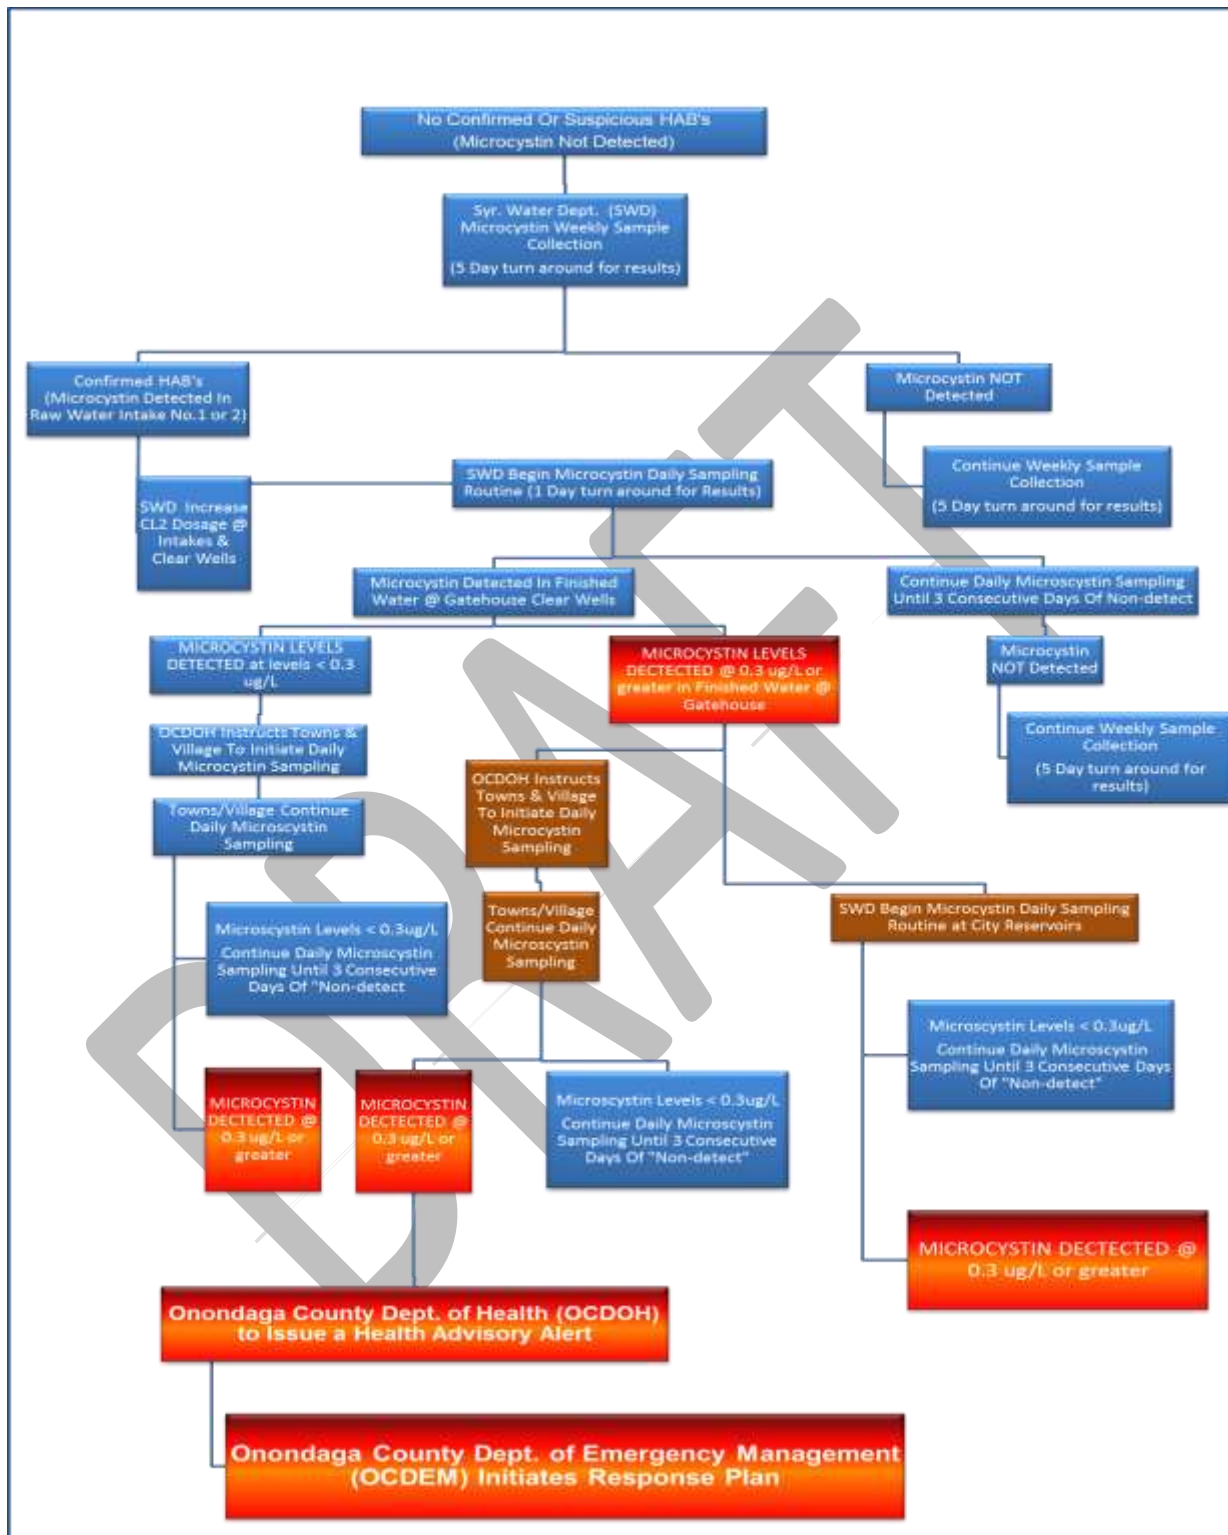 No Confirmed Or Suspicious HAB's
(Microcystin Not Detected)
Syr. Water Dept. (SWD)
Microcystin Weekly Sample
Collection
(5 Day turn around for results)
Confirmed HAB's
(Microcystin Detected In
Raw Water Intake No.1 or 2)
Microcystin NOT
Detected
SWD Increase
CL2 Dosage @
Intakes &
Clear Wells
SWD Begin Microcystin Daily Sampling
Routine (1 Day turn around for Results)
Continue Weekly Sample
Collection
(5 Day turn around for results)
Microcystin Detected In Finished
Water @ Gatehouse Clear Wells
Continue Daily Microscystin Sampling
Until 3 Consecutive Days Of Non-detect
MICROCYSTIN LEVELS
DETECTED at levels < 0.3
ug/L
MICROCYSTIN LEVELS
DECTECTED @ 0.3 ug/L or
greater in Finished Water @
Gatehouse
Microcystin
NOT Detected
OCDOH Instructs Towns &
Village To Initiate Daily
Microcystin Sampling
Continue Weekly Sample
Collection
(5 Day turn around for
results)
OCDOH Instructs
Towns & Village
To Initiate Daily
Microcystin
Sampling
Towns/Village Continue
Daily Microscystin
Sampling
Towns/Village
Continue Daily
Microscystin
Sampling
SWD Begin Microcystin Daily Sampling
Routine at City Reservoirs
Microscystin Levels < 0.3ug/L
Continue Daily Microscystin
Sampling Until 3 Consecutive
Days Of "Non-detect
Microscystin Levels < 0.3ug/L
Continue Daily Microscystin
Sampling Until 3 Consecutive Days
Of "Non-detect"
MICROCYSTIN
DECTECTED @
0.3 ug/L or
greater
MICROCYSTIN
DECTECTED @
0.3 ug/L or
greater
Microscystin Levels < 0.3ug/L
Continue Daily Microscystin
Sampling Until 3 Consecutive
Days Of "Non-detect"
MICROCYSTIN DECTECTED @
0.3 ug/L or greater
Onondaga County Dept. of Health (OCDOH)
to Issue a Health Advisory Alert
Onondaga County Dept. of Emergency Management
(OCDEM) Initiates Response Plan
DRAFT